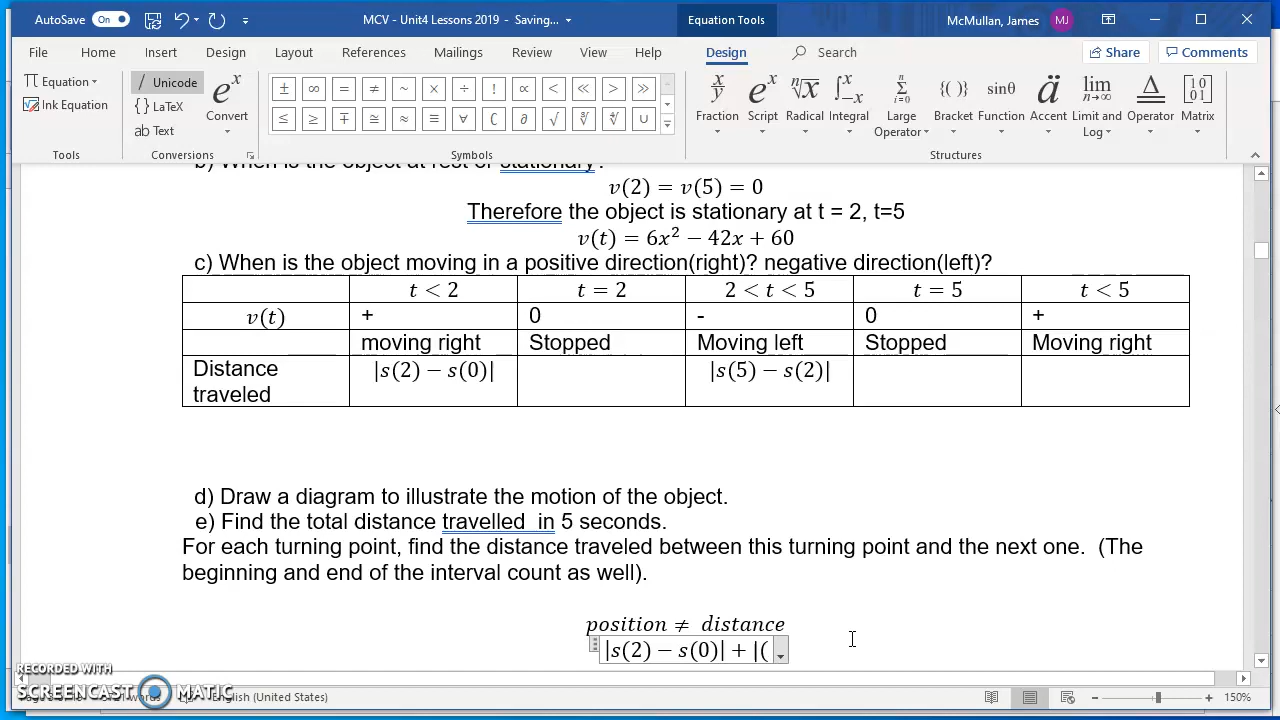 AutoSave On MCV - Unit4 Lessons 2019 - Saving... Equation Tools McMullan, James MJ
File Home Insert Design Layout References Mailings Review View Help Design Search Share Comments
Equation
Ink Equation
Unicode
{} LaTeX
ab Text
e^x
Convert
± ∞ = ≠ ~ × ÷ ! ∝ < ≪ > ≫
≤ ≥ ∓ ≅ ≈ ≡ ∀ ∁ ∂ √ ∛ ∜ ∪
Fraction Script Radical Integral Large Operator Bracket Function Accent Limit and Log Operator Matrix
Tools Conversions Symbols Structures
b) When is the object at rest or stationary?
v(2) = v(5) = 0
Therefore the object is stationary at t = 2, t=5
v(t) = 6x² − 42x + 60
c) When is the object moving in a positive direction(right)? negative direction(left)?
t < 2 t = 2 2 < t < 5 t = 5 t < 5
v(t) + 0 - 0 +
moving right Stopped Moving left Stopped Moving right
Distance traveled |s(2) − s(0)| |s(5) − s(2)|
d) Draw a diagram to illustrate the motion of the object.
e) Find the total distance travelled in 5 seconds.
For each turning point, find the distance traveled between this turning point and the next one. (The
beginning and end of the interval count as well).
position ≠ distance
|s(2) − s(0)| + |(
RECORDED WITH
SCREENCAST MATIC
English (United States) 150%